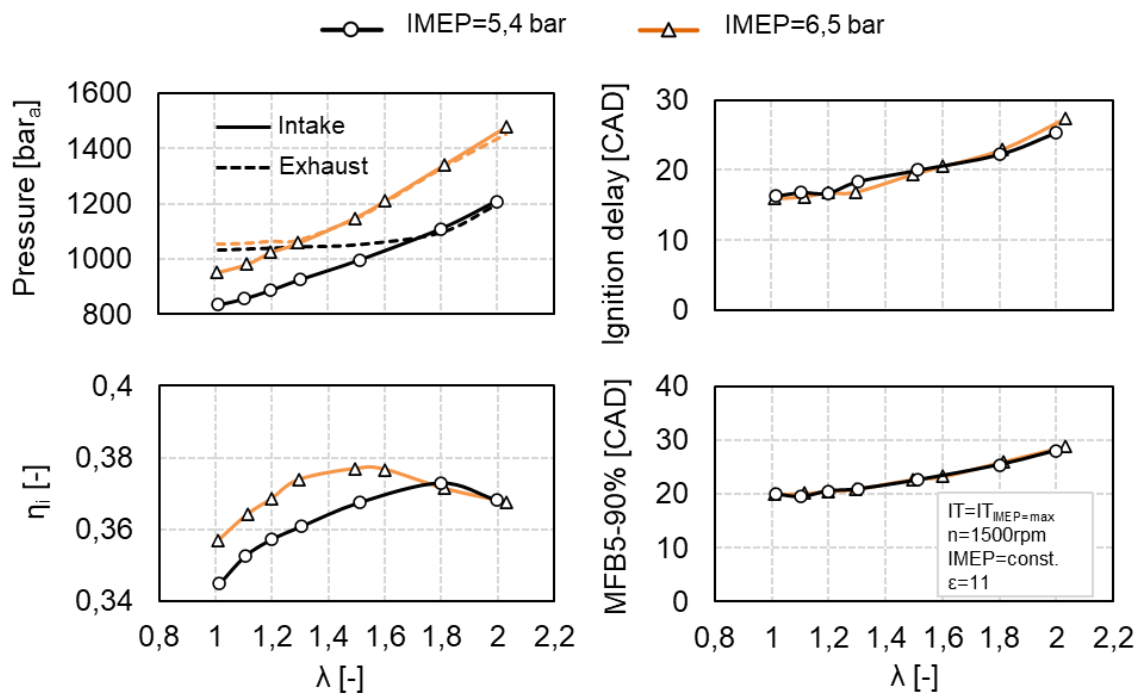 IMEP=5,4 bar
IMEP=6,5 bar
Pressure [bara]
1600
1400
1200
1000
800
Intake
Exhaust
Ignition delay [CAD]
30
20
10
0
ηi [-]
0,4
0,38
0,36
0,34
0,8 1 1,2 1,4 1,6 1,8 2 2,2
λ [-]
MFB5-90% [CAD]
40
30
20
10
0
IT=ITIMEP=max
n=1500rpm
IMEP=const.
ε=11
0,8 1 1,2 1,4 1,6 1,8 2 2,2
λ [-]